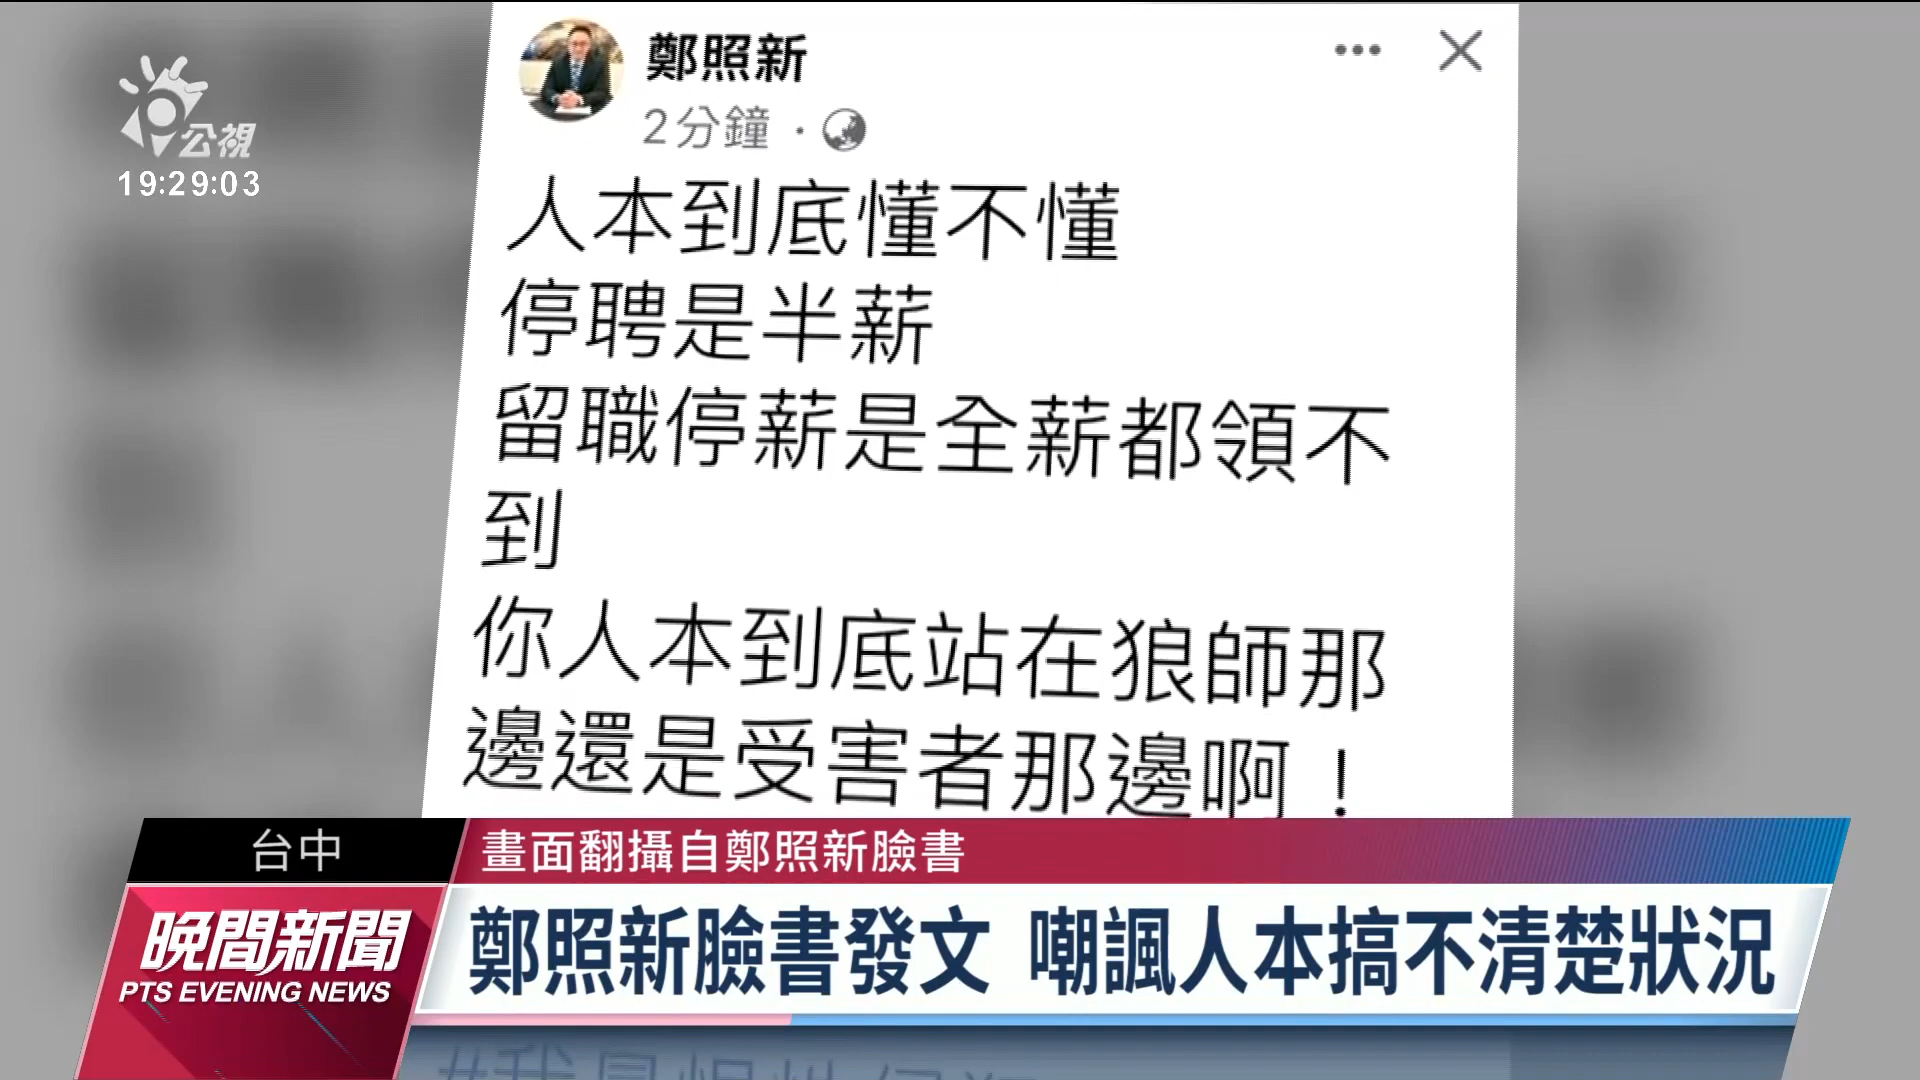 鄭照新
2分鐘 ·
公視
19:29:03
人本到底懂不懂
停聘是半薪
留職停薪是全薪都領不
到
你人本到底站在狼師那
邊還是受害者那邊啊！
台中
畫面翻攝自鄭照新臉書
晚間新聞
PTS EVENING NEWS
鄭照新臉書發文 嘲諷人本搞不清楚狀況